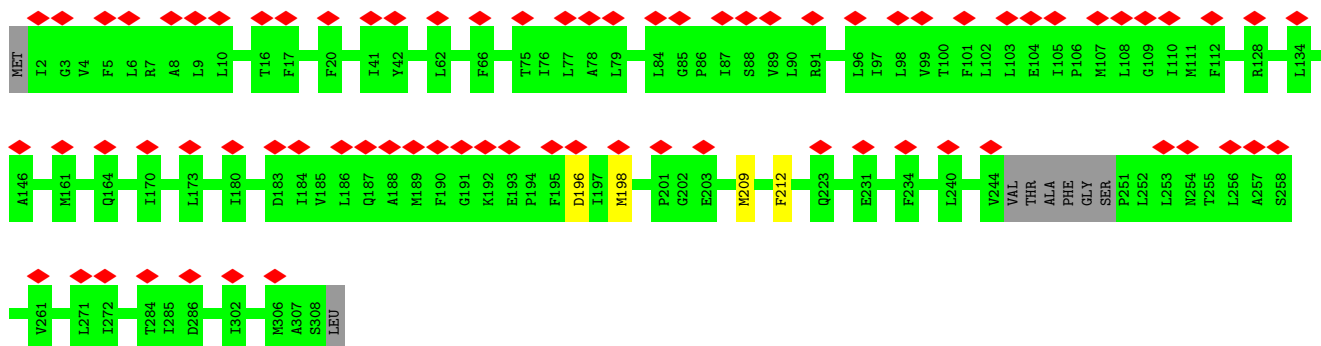 MET I2 G3 V4 F5 L6 R7 A8 L9 L10 T16 F17 F20 I41 Y42 L62 F66 T75 I76 L77 A78 L79 L84 G85 P86 I87 S88 V89 L90 R91 L96 I97 L98 V99 T100 F101 L102 L103 E104 I105 P106 M107 L108 G109 I110 M111 F112 R128 L134
A146 M161 Q164 I170 L173 I180 D183 I184 V185 L186 Q187 A188 M189 F190 G191 K192 E193 P194 F195 D196 I197 M198 P201 G202 E203 M209 F212 Q223 E231 F234 L240 V244 VAL THR ALA PHE GLY SER P251 L252 L253 N254 T255 L256 A257 S258
V261 L271 I272 T284 I285 D286 I302 M306 A307 S308 LEU